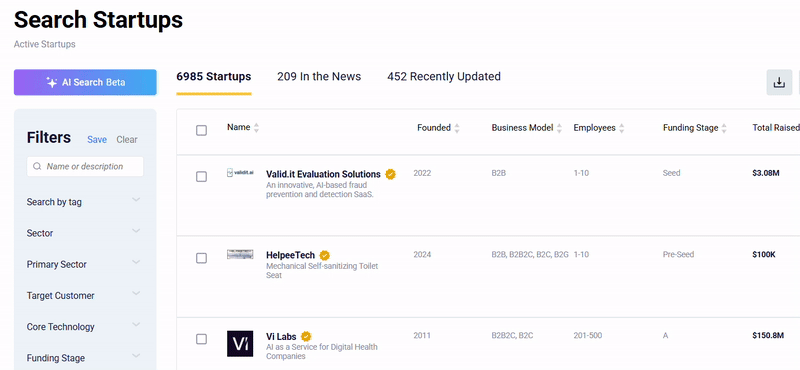 Search Startups
Active Startups
AI Search Beta
6985 Startups
209 In the News
452 Recently Updated
Filters
Save
Clear
Name or description
Search by tag
Sector
Primary Sector
Target Customer
Core Technology
Funding Stage
Name
Founded
Business Model
Employees
Funding Stage
Total Raised
validit.ai
Valid.it Evaluation Solutions
An innovative, AI-based fraud
prevention and detection SaaS.
2022
B2B
1-10
Seed
$3.08M
HelpeeTech
Mechanical Self-sanitizing Toilet
Seat
2024
B2B, B2B2C, B2C, B2G
1-10
Pre-Seed
$100K
Vi
Vi Labs
AI as a Service for Digital Health
Companies
2011
B2B2C, B2C
201-500
A
$150.8M